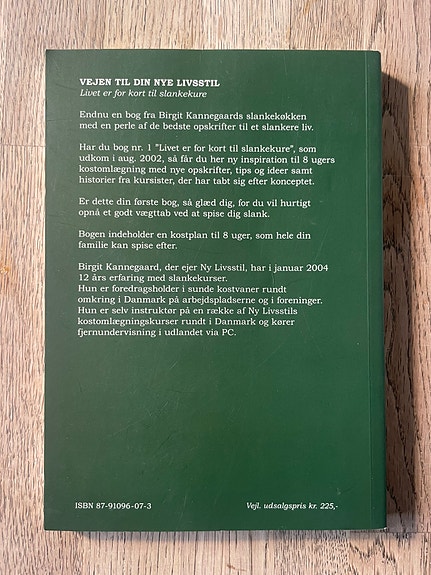 VEJEN TIL DIN NYE LIVSSTIL
Livet er for kort til slankekure
Endnu en bog fra Birgit Kannegaards slankekøkken
med en perle af de bedste opskrifter til et slankere liv.
Har du bog nr. 1 "Livet er for kort til slankekure", som
udkom i aug. 2002, så får du her ny inspiration til 8 ugers
kostomlægning med nye opskrifter, tips og ideer samt
historier fra kursister, der har tabt sig efter konceptet.
Er dette din første bog, så glæd dig, for du vil hurtigt
opnå et godt vægttab ved at spise dig slank.
Bogen indeholder en kostplan til 8 uger, som hele din
familie kan spise efter.
Birgit Kannegaard, der ejer Ny Livsstil, har i januar 2004
12 års erfaring med slankekurser.
Hun er foredragsholder i sunde kostvaner rundt
omkring i Danmark på arbejdspladserne og i foreninger.
Hun er selv instruktør på en række af Ny Livsstils
kostomlægningskurser rundt i Danmark og kører
fjernundervisning i udlandet via PC.
ISBN 87-91096-07-3
Vejl. udsalgspris kr. 225,-